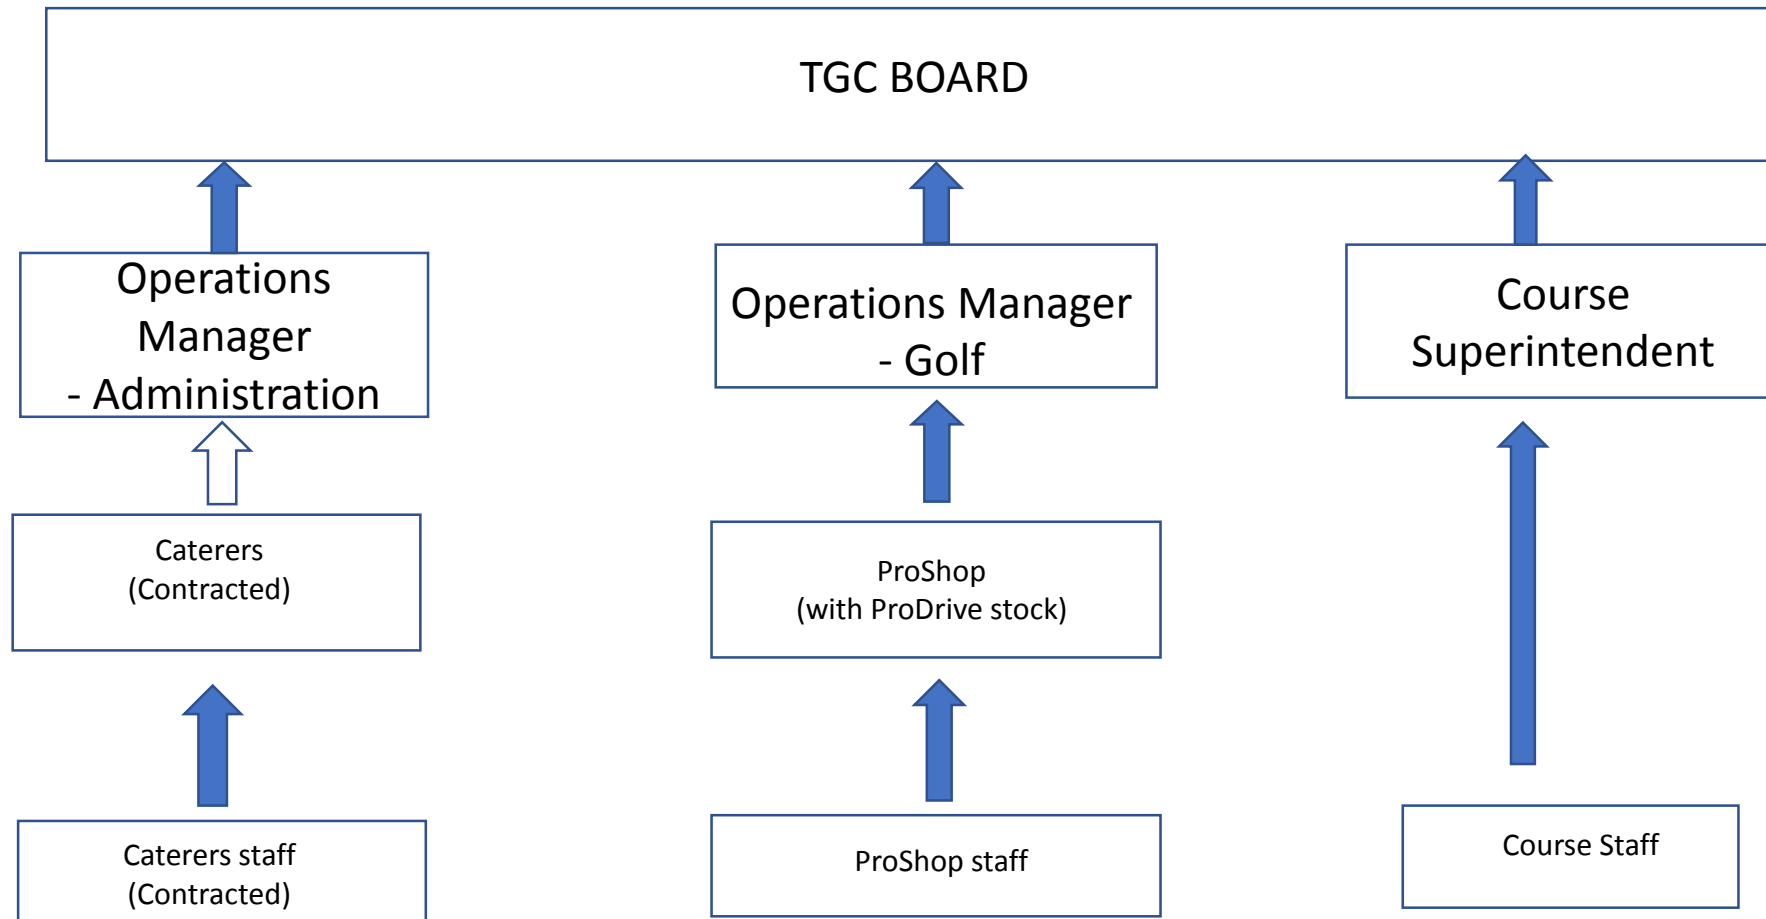 TGC BOARD
Operations
Manager
- Administration
Operations Manager
- Golf
Course
Superintendent
Caterers
(Contracted)
ProShop
(with ProDrive stock)
Caterers staff
(Contracted)
ProShop staff
Course Staff